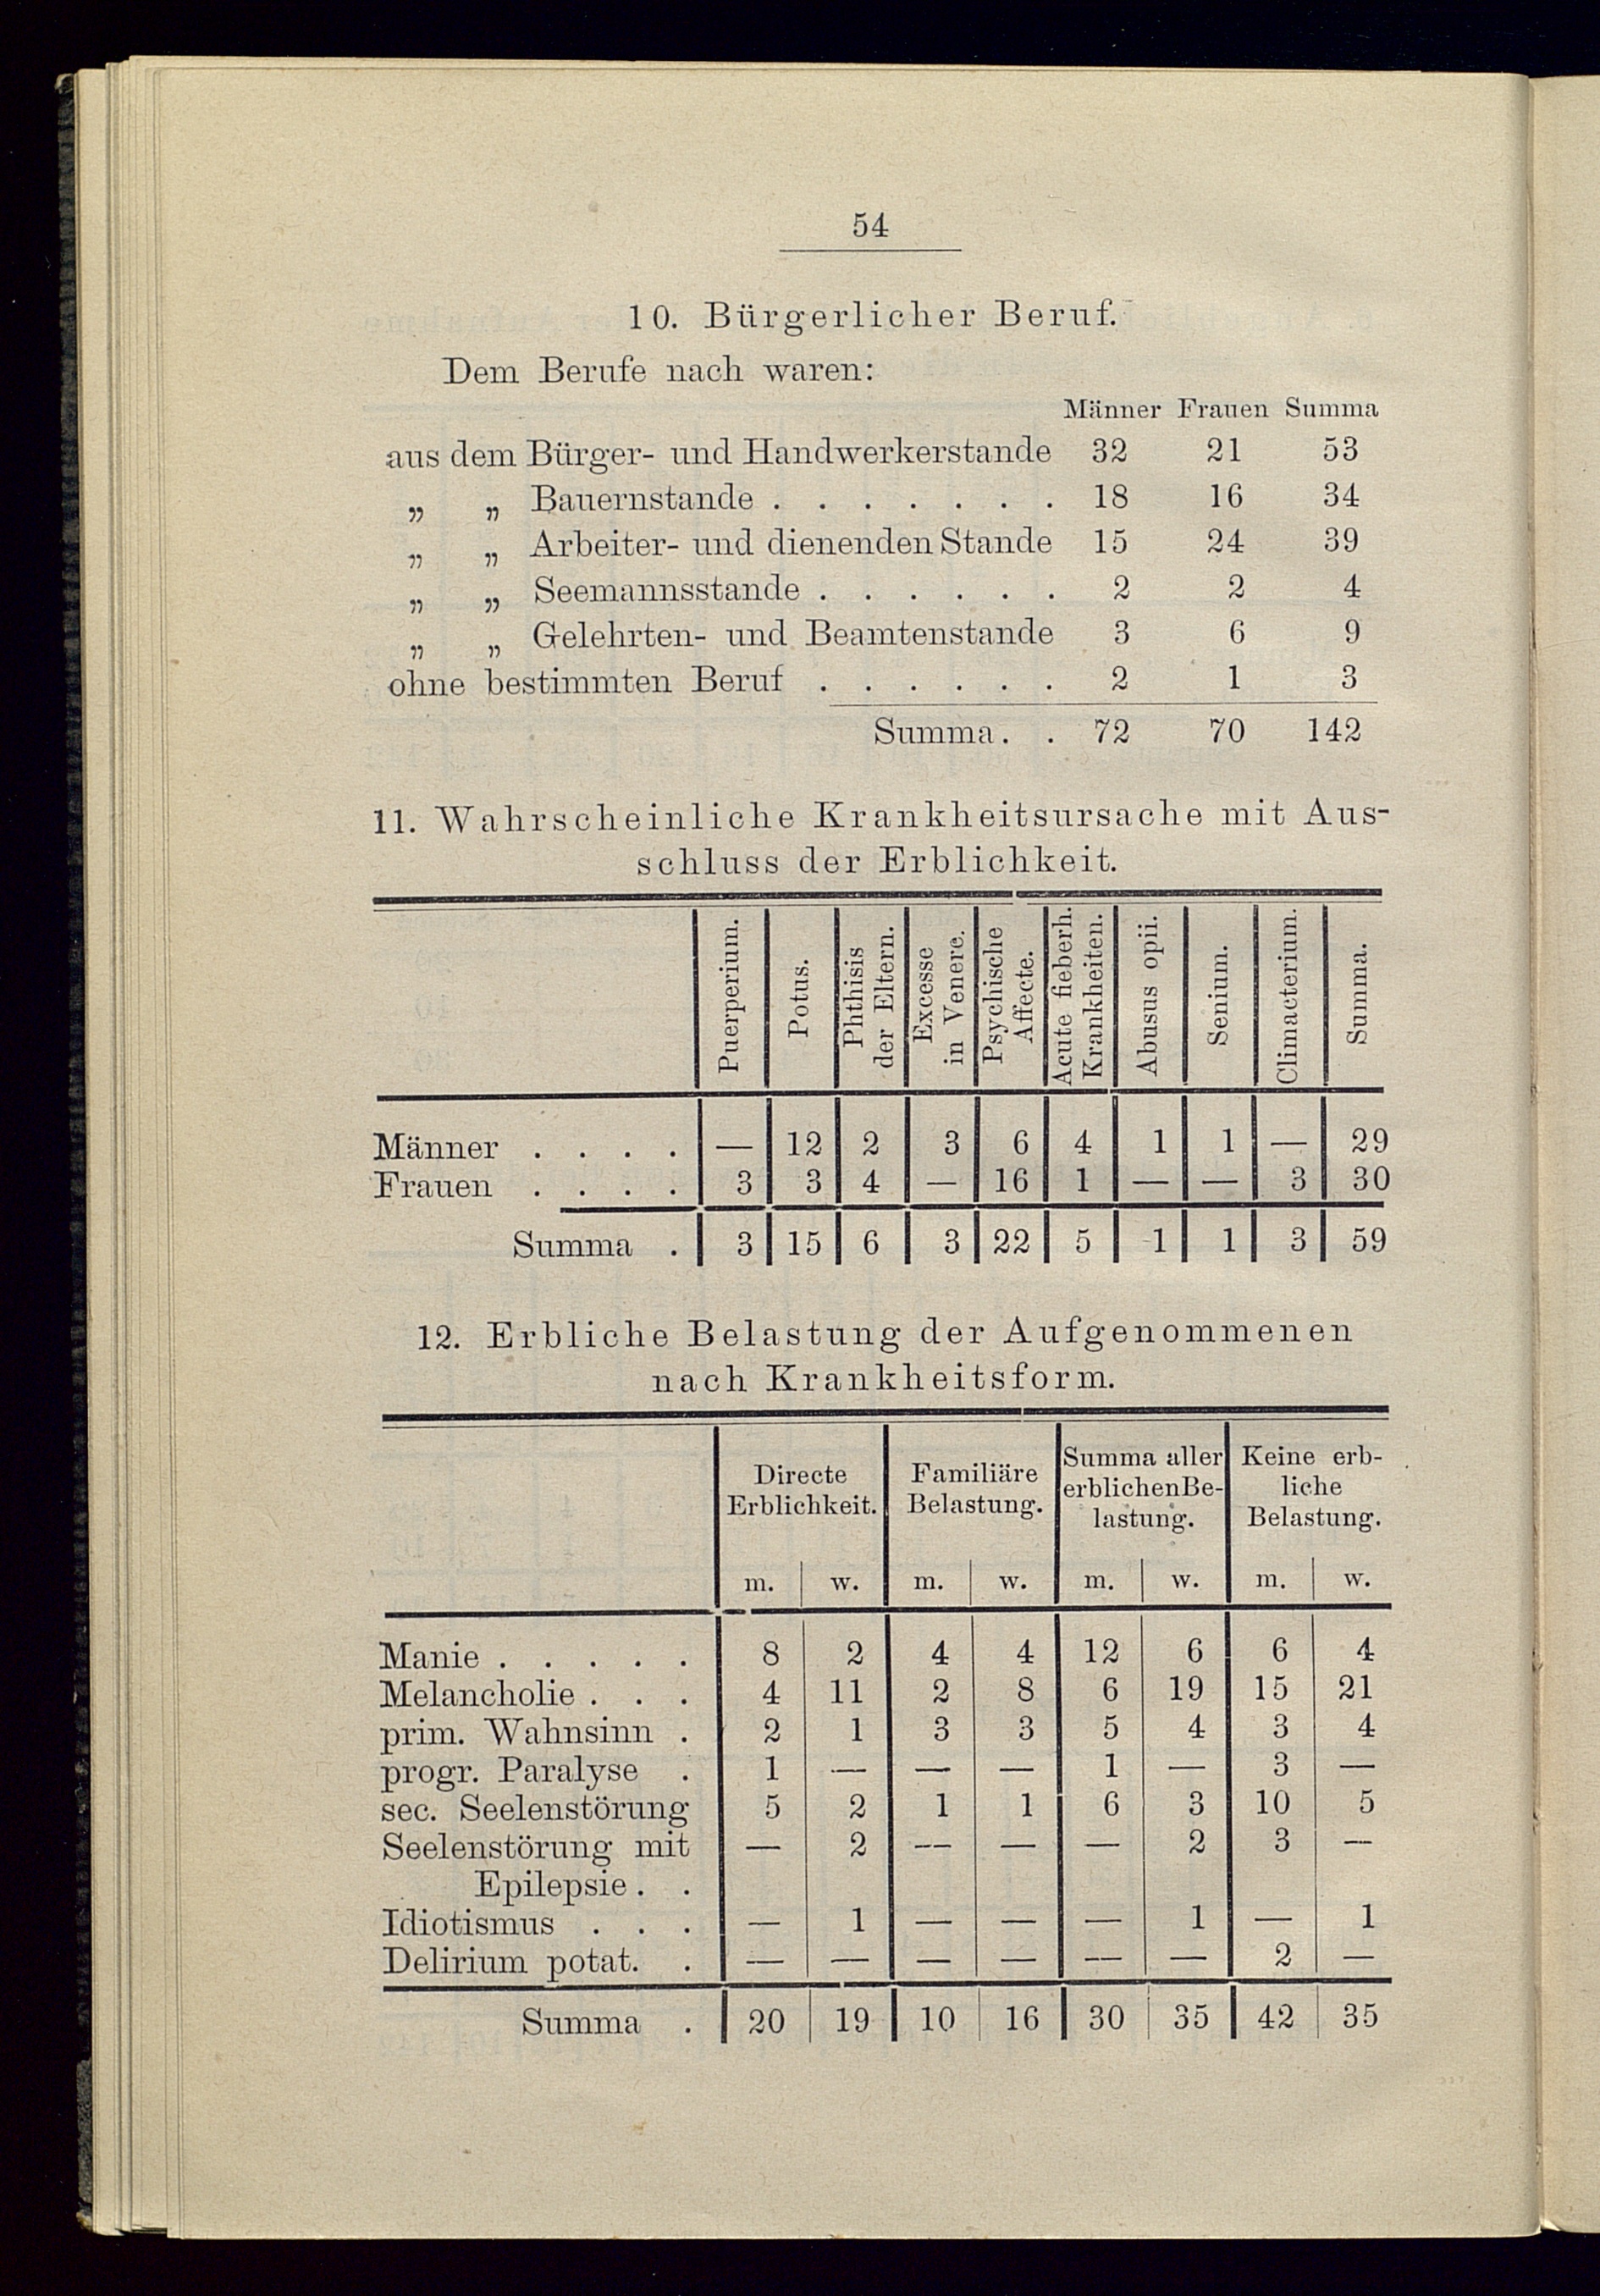 54
10. Bürgerlicher Beruf.
Dem Berufe nach waren:
Männer Frauen Summa
aus dem Bürger- und Handwerkerstande 32 21 53
„ „ Bauernstande . . . . . . . 18 16 34
„ „ Arbeiter- und dienenden Stande 15 24 39
„ „ Seemannsstande . . . . . . 2 2 4
„ „ Gelehrten- und Beamtenstande 3 6 9
ohne bestimmten Beruf . . . . . . 2 1 3
Summa . . 72 70 142
11. Wahrscheinliche Krankheitsursache mit Aus-
schluss der Erblichkeit.
Puerperium.
Potus.
Phthisis
der Eltern.
Excesse
in Venere.
Psychische
Affecte.
Acute fieberh.
Krankheiten.
Abusus opii.
Senium.
Climacterium.
Summa.
Männer . . . . — 12 2 3 6 4 1 1 — 29
Frauen . . . . 3 3 4 — 16 1 — — 3 30
Summa . 3 15 6 3 22 5 1 1 3 59
12. Erbliche Belastung der Aufgenommenen
nach Krankheitsform.
Directe
Erblichkeit.
Familiäre
Belastung.
Summa aller
erblichen Be-
lastung.
Keine erb-
liche
Belastung.
m. w. m. w. m. w. m. w.
Manie . . . . . 8 2 4 4 12 6 6 4
Melancholie . . . 4 11 2 8 6 19 15 21
prim. Wahnsinn . 2 1 3 3 5 4 3 4
progr. Paralyse . 1 — — — 1 — 3 —
sec. Seelenstörung 5 2 1 1 6 3 10 5
Seelenstörung mit — 2 — — — 2 3 —
Epilepsie . .
Idiotismus . . . — 1 — — — 1 — 1
Delirium potat. . — — — — — — 2 —
Summa . 20 19 10 16 30 35 42 35